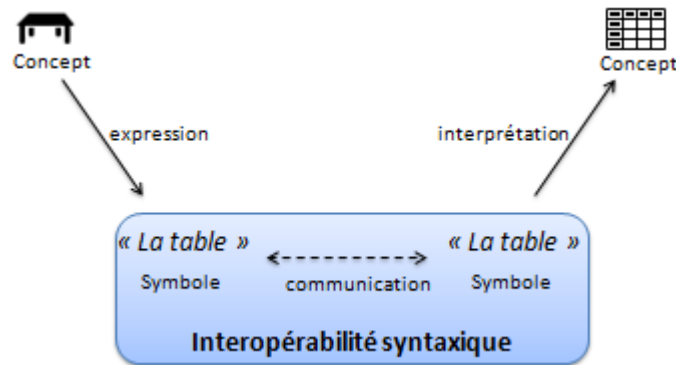 Concept
Concept
expression
interprétation
« La table »
« La table »
Symbole
communication
Symbole
Interopérabilité syntaxique